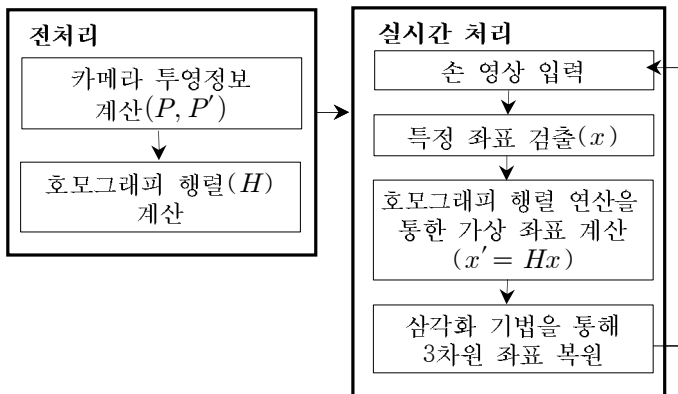 전처리
카메라 투영정보
계산(P, P′)
호모그래피 행렬(H)
계산
실시간 처리
손 영상 입력
특정 좌표 검출(x)
호모그래피 행렬 연산을
통한 가상 좌표 계산
(x′ = Hx)
삼각화 기법을 통해
3차원 좌표 복원